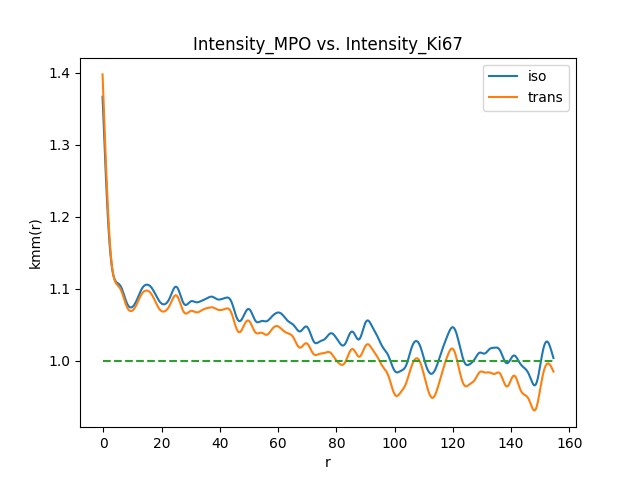 Intensity_MPO vs. Intensity_Ki67
iso
trans
1.4
1.3
1.2
1.1
1.0
kmm(r)
0 20 40 60 80 100 120 140 160
r